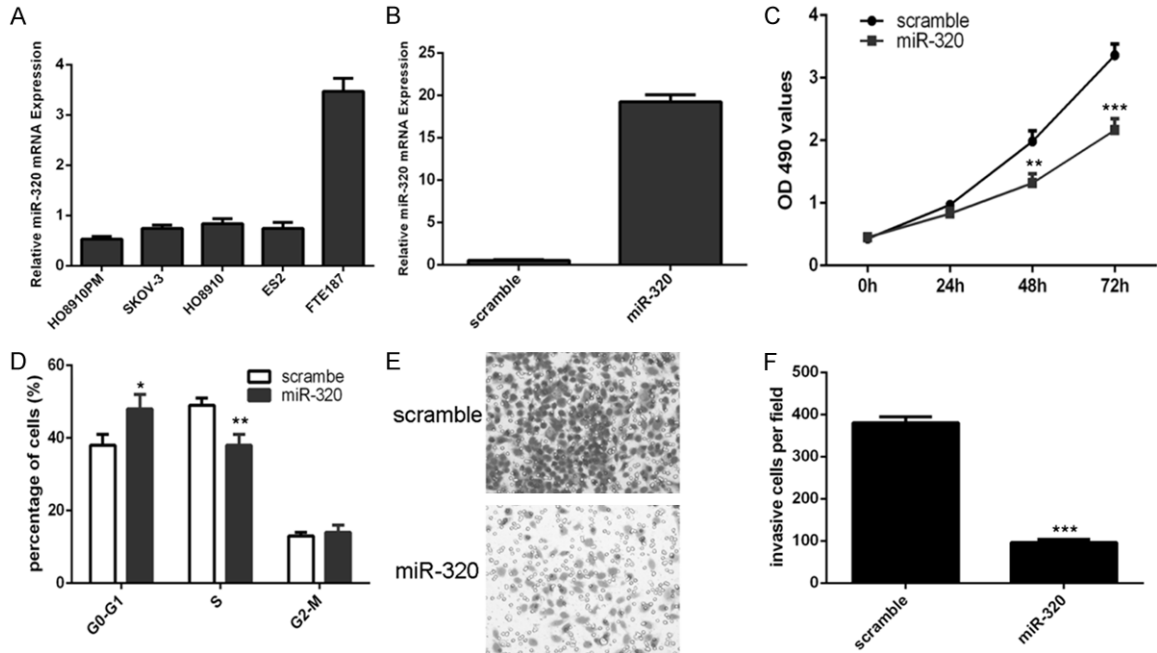 A
Relative miR-320 mRNA Expression
4
3
2
1
0
HO8910PM
SKOV-3
HO8910
ES2
FTE187
B
Relative miR-320 mRNA Expression
25
20
15
10
5
0
scramble
miR-320
C
OD 490 values
4
3
2
1
0
scramble
miR-320
**
***
0h
24h
48h
72h
D
percentage of cells (%)
60
40
20
0
scrambe
miR-320
*
**
G0-G1
S
G2-M
E
scramble
miR-320
F
invasive cells per field
500
400
300
200
100
0
***
scramble
miR-320